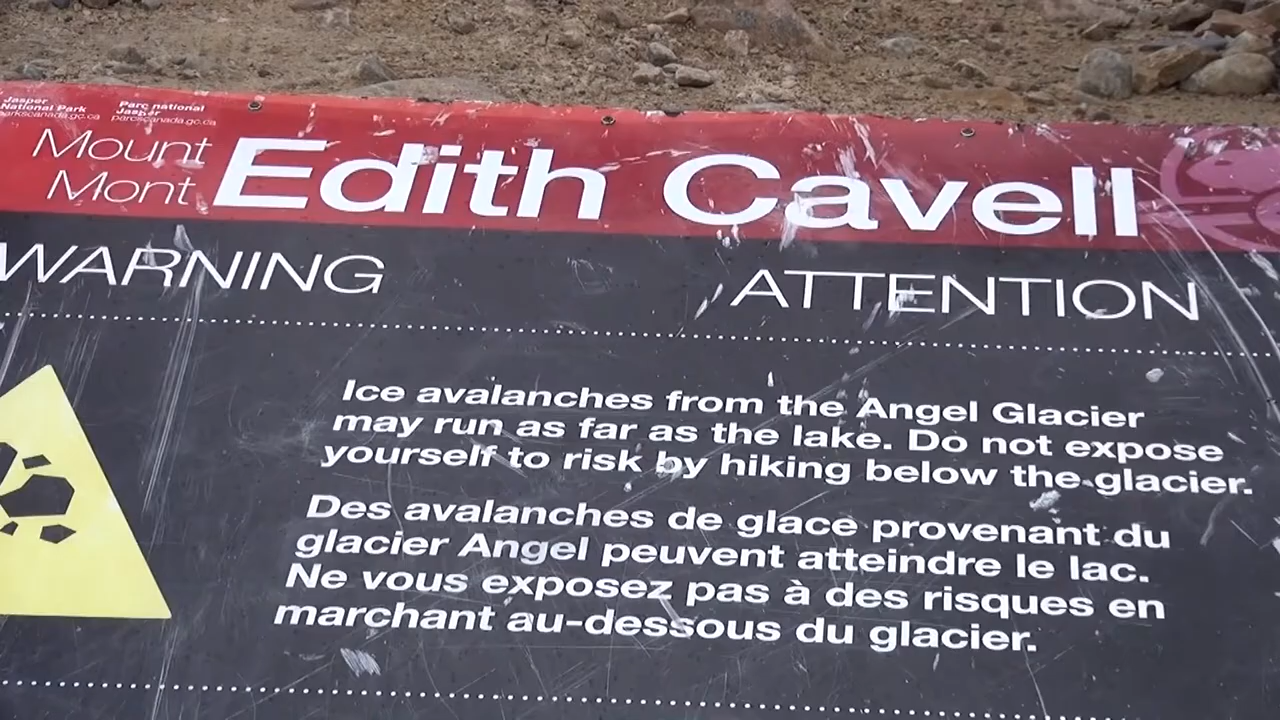 Jasper
National Park
parkscanada.gc.ca
Parc national
Jasper
parcscanada.gc.ca
Mount
Mont
Edith Cavell
WARNING
ATTENTION
Ice avalanches from the Angel Glacier
may run as far as the lake. Do not expose
yourself to risk by hiking below the glacier.
Des avalanches de glace provenant du
glacier Angel peuvent atteindre le lac.
Ne vous exposez pas à des risques en
marchant au-dessous du glacier.